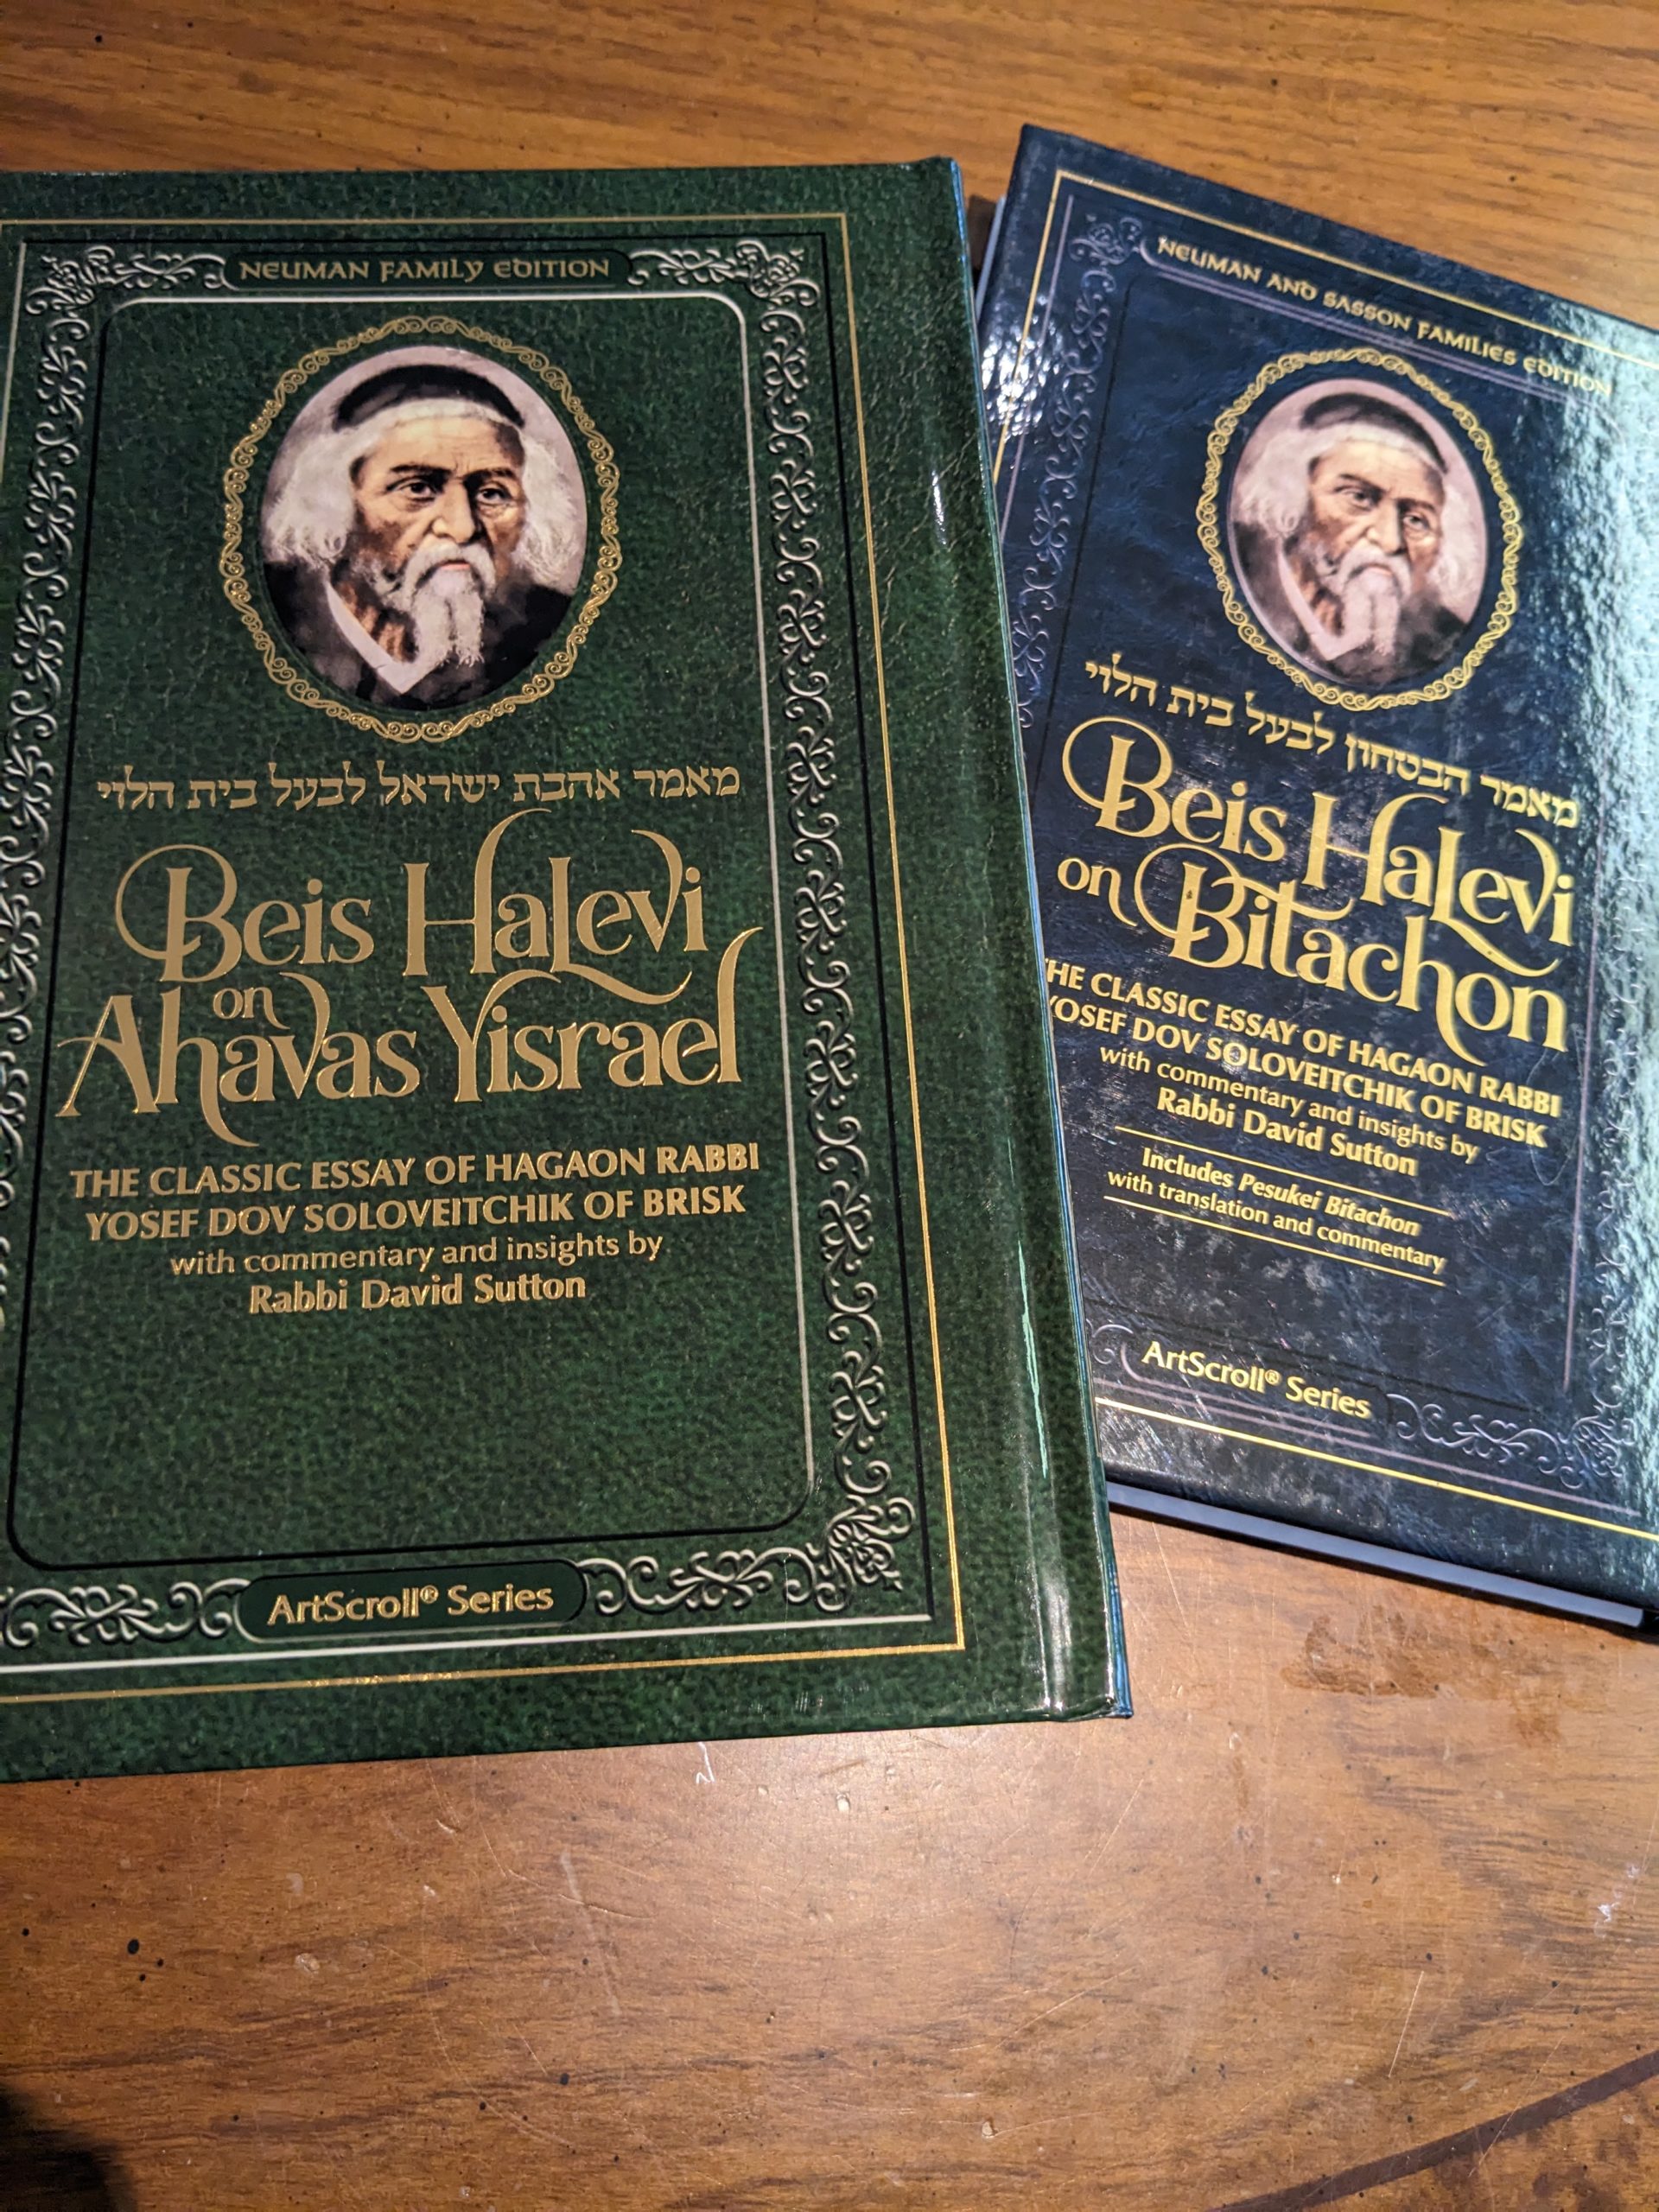 NEUMAN FAMILY EDITION
מאמר אהבת ישראל לבעל בית הלוי
Beis HaLevi
on
Ahavas Yisrael
THE CLASSIC ESSAY OF HAGAON RABBI
YOSEF DOV SOLOVEITCHIK OF BRISK
with commentary and insights by
Rabbi David Sutton
ArtScroll® Series
NEUMAN AND SASSON FAMILIES EDITION
מאמר הבטחון לבעל בית הלוי
Beis HaLevi
on Bitachon
THE CLASSIC ESSAY OF HAGAON RABBI
YOSEF DOV SOLOVEITCHIK OF BRISK
with commentary and insights by
Rabbi David Sutton
Includes Pesukei Bitachon
with translation and commentary
ArtScroll® Series